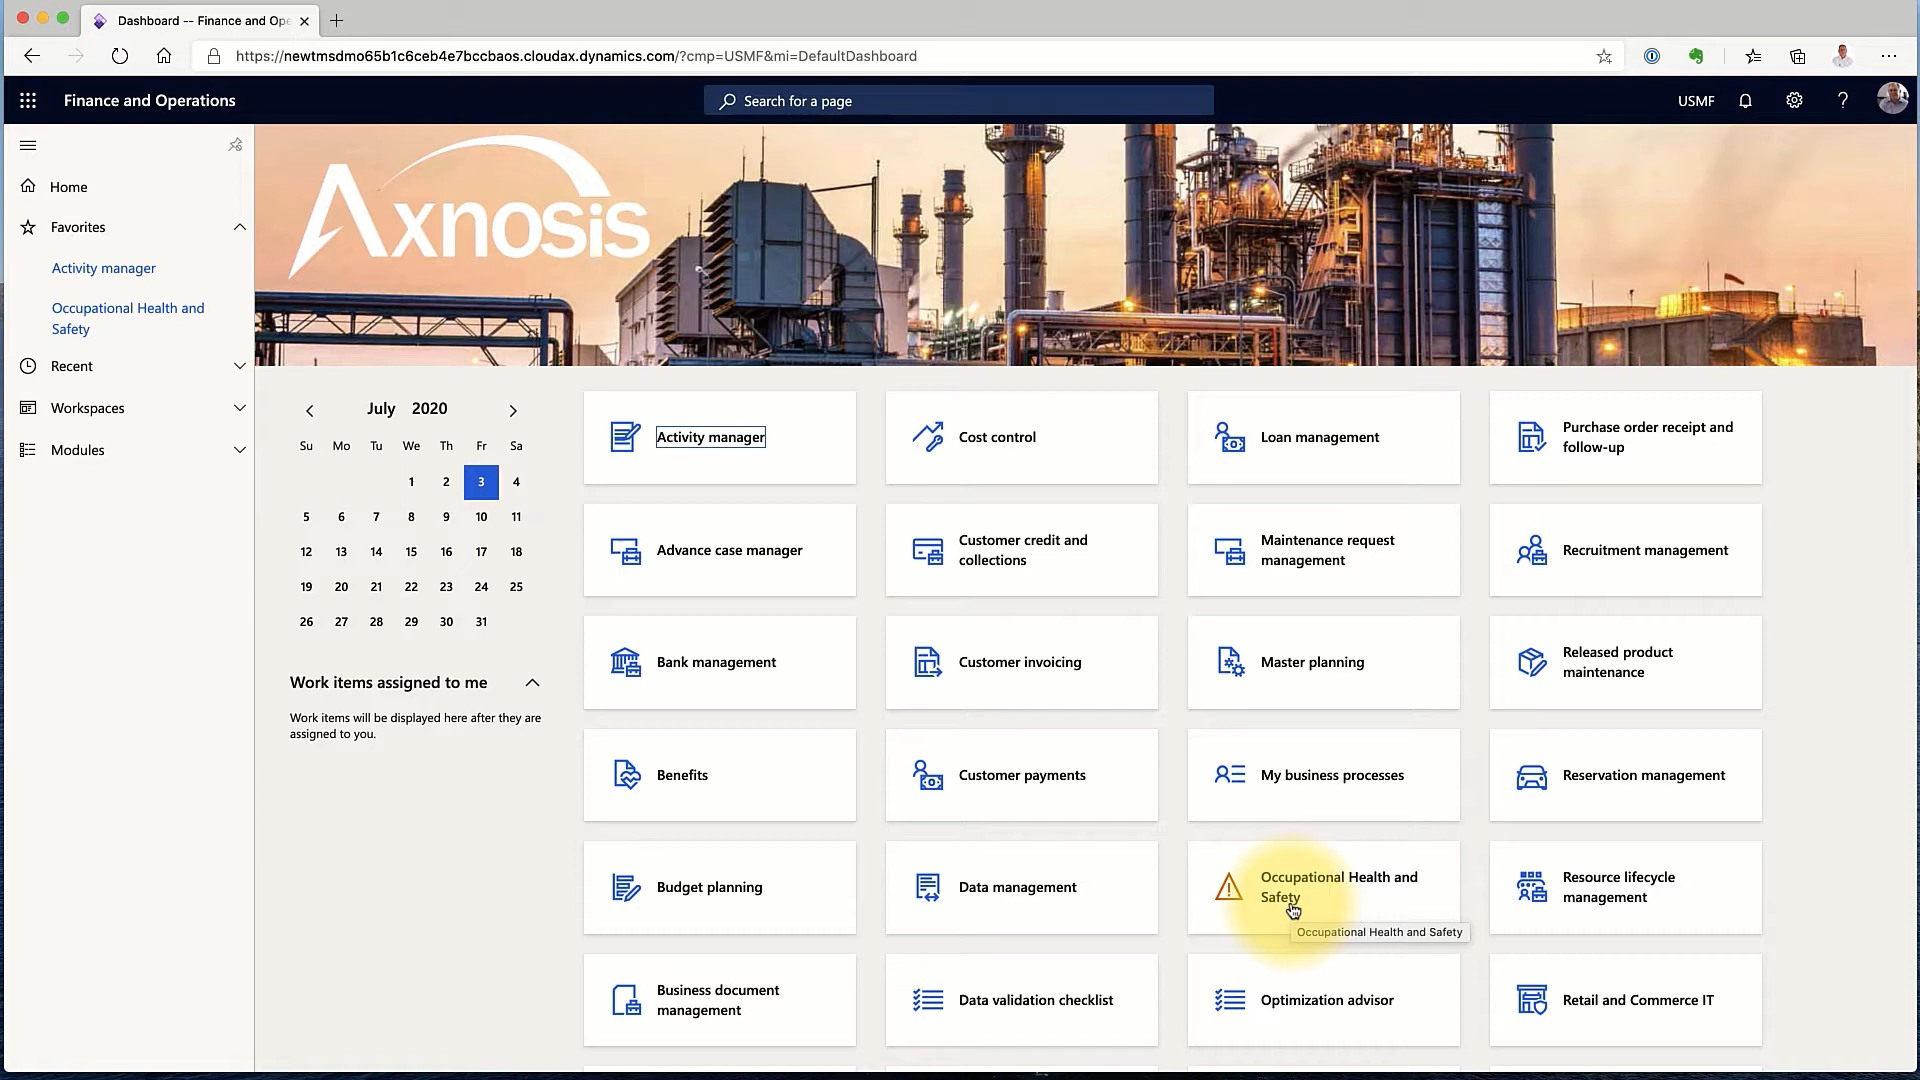 Dashboard -- Finance and Ope
https://newtmsdmo65b1c6ceb4e7bccbaos.cloudax.dynamics.com/?cmp=USMF&mi=DefaultDashboard
Finance and Operations
Search for a page
USMF
Home
Favorites
Activity manager
Occupational Health and
Safety
Recent
Workspaces
Modules
Axnosis
July 2020
Su Mo Tu We Th Fr Sa
1 2 3 4
5 6 7 8 9 10 11
12 13 14 15 16 17 18
19 20 21 22 23 24 25
26 27 28 29 30 31
Work items assigned to me
Work items will be displayed here after they are
assigned to you.
Activity manager
Cost control
Loan management
Purchase order receipt and
follow-up
Advance case manager
Customer credit and
collections
Maintenance request
management
Recruitment management
Bank management
Customer invoicing
Master planning
Released product
maintenance
Benefits
Customer payments
My business processes
Reservation management
Budget planning
Data management
Occupational Health and
Safety
Occupational Health and Safety
Resource lifecycle
management
Business document
management
Data validation checklist
Optimization advisor
Retail and Commerce IT